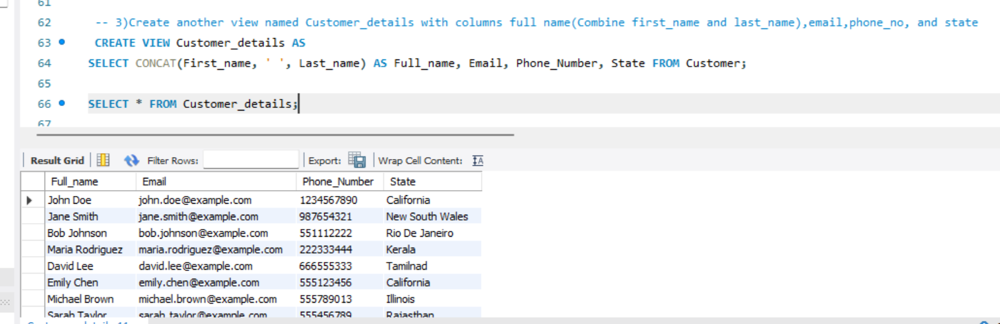 61
62 -- 3)Create another view named Customer_details with columns full name(Combine first_name and last_name),email,phone_no, and state
63 CREATE VIEW Customer_details AS
64 SELECT CONCAT(First_name, ' ', Last_name) AS Full_name, Email, Phone_Number, State FROM Customer;
65
66 SELECT * FROM Customer_details;
67
Result Grid Filter Rows: Export: Wrap Cell Content: IA
Full_name Email Phone_Number State
John Doe john.doe@example.com 1234567890 California
Jane Smith jane.smith@example.com 987654321 New South Wales
Bob Johnson bob.johnson@example.com 551112222 Rio De Janeiro
Maria Rodriguez maria.rodriguez@example.com 222333444 Kerala
David Lee david.lee@example.com 666555333 Tamilnad
Emily Chen emily.chen@example.com 555123456 California
Michael Brown michael.brown@example.com 555789013 Illinois
Sarah Taylor sarah.taylor@example.com 555456789 Rajasthan